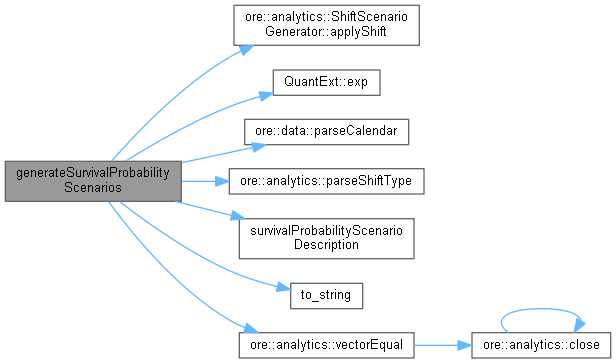 generateSurvivalProbability
Scenarios
ore::analytics::ShiftScenario
Generator::applyShift
QuantExt::exp
ore::data::parseCalendar
ore::analytics::parseShiftType
survivalProbabilityScenario
Description
to_string
ore::analytics::vectorEqual
ore::analytics::close